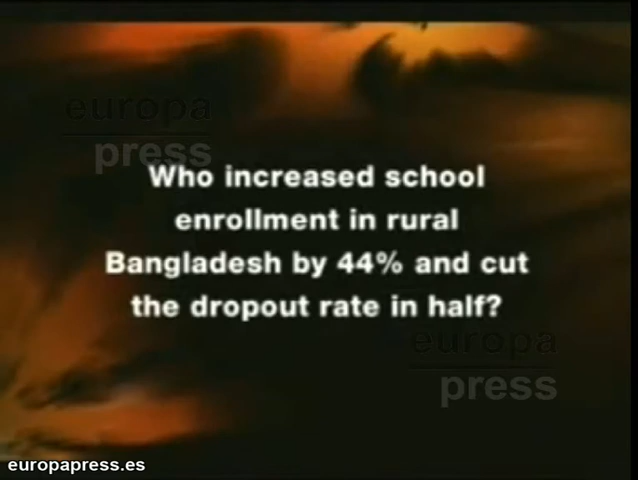 europa
press
Who increased school
enrollment in rural
Bangladesh by 44% and cut
the dropout rate in half?
europa
press
europapress.es